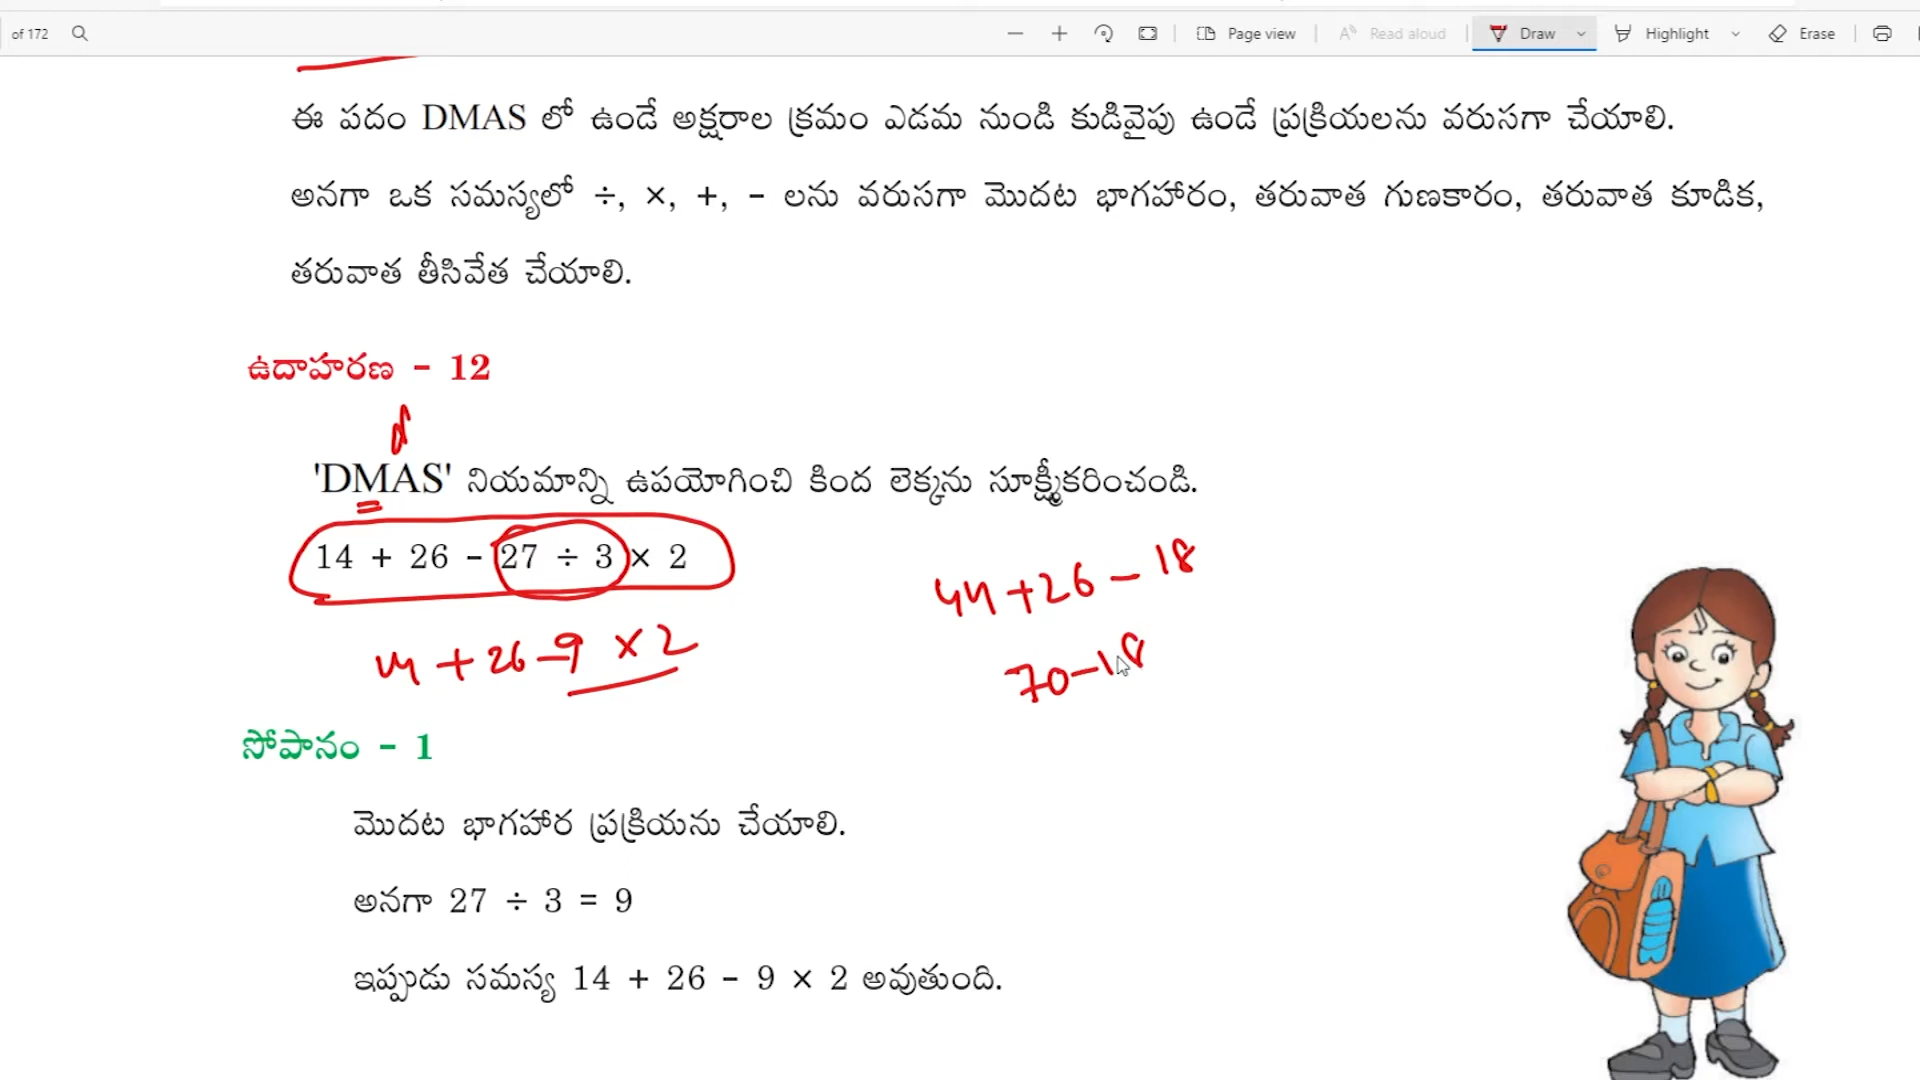 of 172 Page view Read aloud Draw Highlight Erase
ఈ పదం DMAS లో ఉండే అక్షరాల క్రమం ఎడమ నుండి కుడివైపు ఉండే ప్రక్రియలను వరుసగా చేయాలి.
అనగా ఒక సమస్యలో ÷, ×, +, - లను వరుసగా మొదట భాగహారం, తరువాత గుణకారం, తరువాత కూడిక,
తరువాత తీసివేత చేయాలి.
ఉదాహరణ - 12
'DMAS' నియమాన్ని ఉపయోగించి కింద లెక్కను సూక్ష్మీకరించండి.
14 + 26 - 27 ÷ 3 × 2
44 + 26 - 18
+ 26 - 9 × 2
70 - 18
సోపానం - 1
మొదట భాగహార ప్రక్రియను చేయాలి.
అనగా 27 ÷ 3 = 9
ఇప్పుడు సమస్య 14 + 26 - 9 × 2 అవుతుంది.